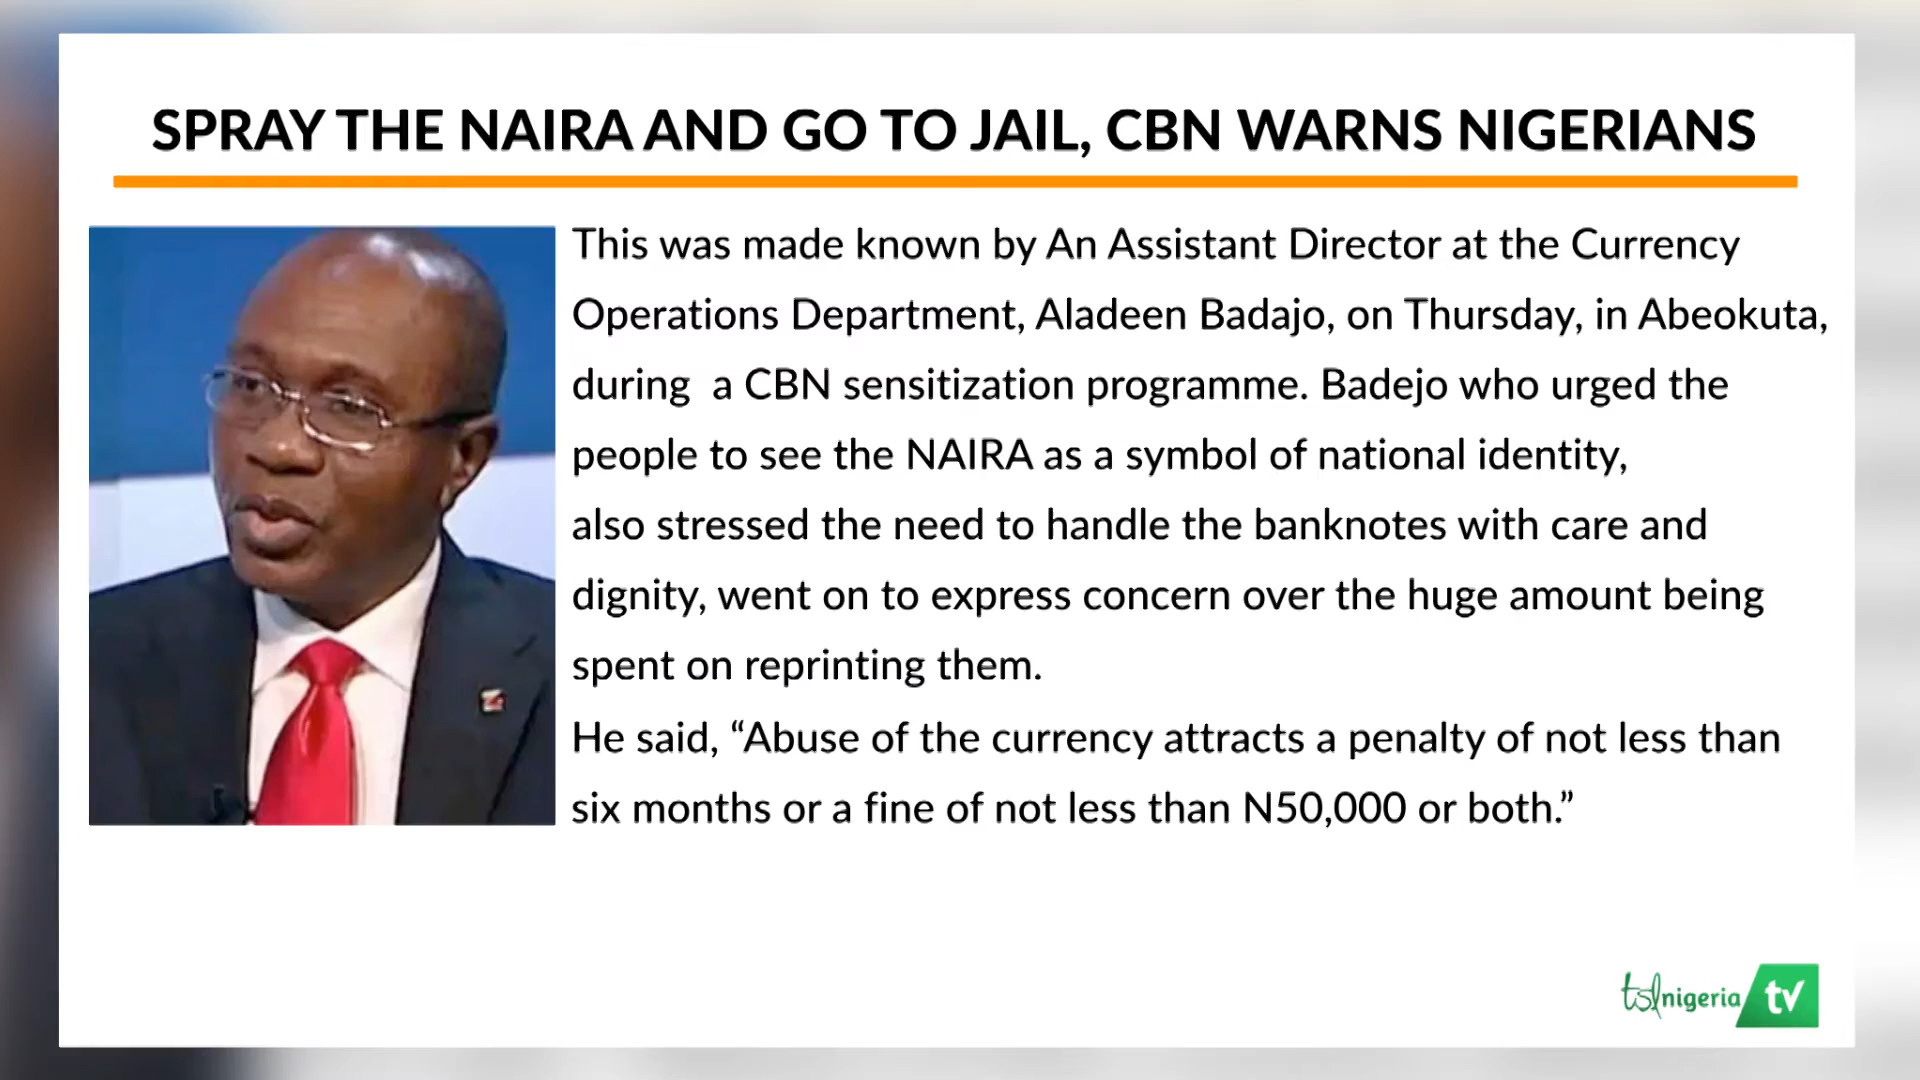 SPRAY THE NAIRA AND GO TO JAIL, CBN WARNS NIGERIANS
This was made known by An Assistant Director at the Currency
Operations Department, Aladeen Badajo, on Thursday, in Abeokuta,
during  a CBN sensitization programme. Badejo who urged the
people to see the NAIRA as a symbol of national identity,
also stressed the need to handle the banknotes with care and
dignity, went on to express concern over the huge amount being
spent on reprinting them.
He said, “Abuse of the currency attracts a penalty of not less than
six months or a fine of not less than N50,000 or both.”
tslnigeria tv